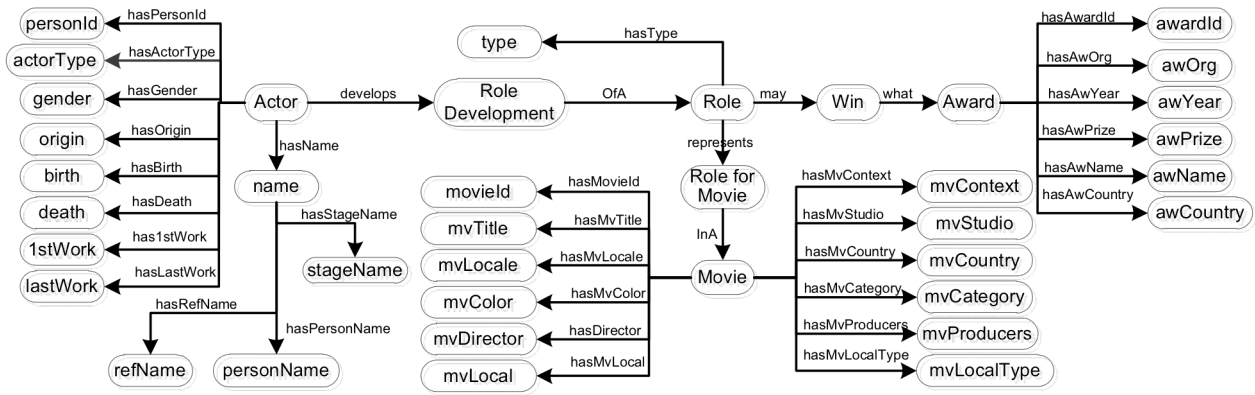 personId
hasPersonId
actorType
hasActorType
gender
hasGender
origin
hasOrigin
birth
hasBirth
death
hasDeath
1stWork
has1stWork
lastWork
hasLastWork
Actor
develops
Role
Development
OfA
Role
hasType
type
may
Win
what
Award
hasAwardId
awardId
hasAwOrg
awOrg
hasAwYear
awYear
hasAwPrize
awPrize
hasAwName
awName
hasAwCountry
awCountry
hasName
name
hasStageName
stageName
hasRefName
refName
hasPersonName
personName
represents
Role for
Movie
InA
Movie
hasMovieId
movieId
hasMvTitle
mvTitle
hasMvLocale
mvLocale
hasMvColor
mvColor
hasDirector
mvDirector
hasMvLocal
mvLocal
hasMvContext
mvContext
hasMvStudio
mvStudio
hasMvCountry
mvCountry
hasMvCategory
mvCategory
hasMvProducers
mvProducers
hasMvLocalType
mvLocalType